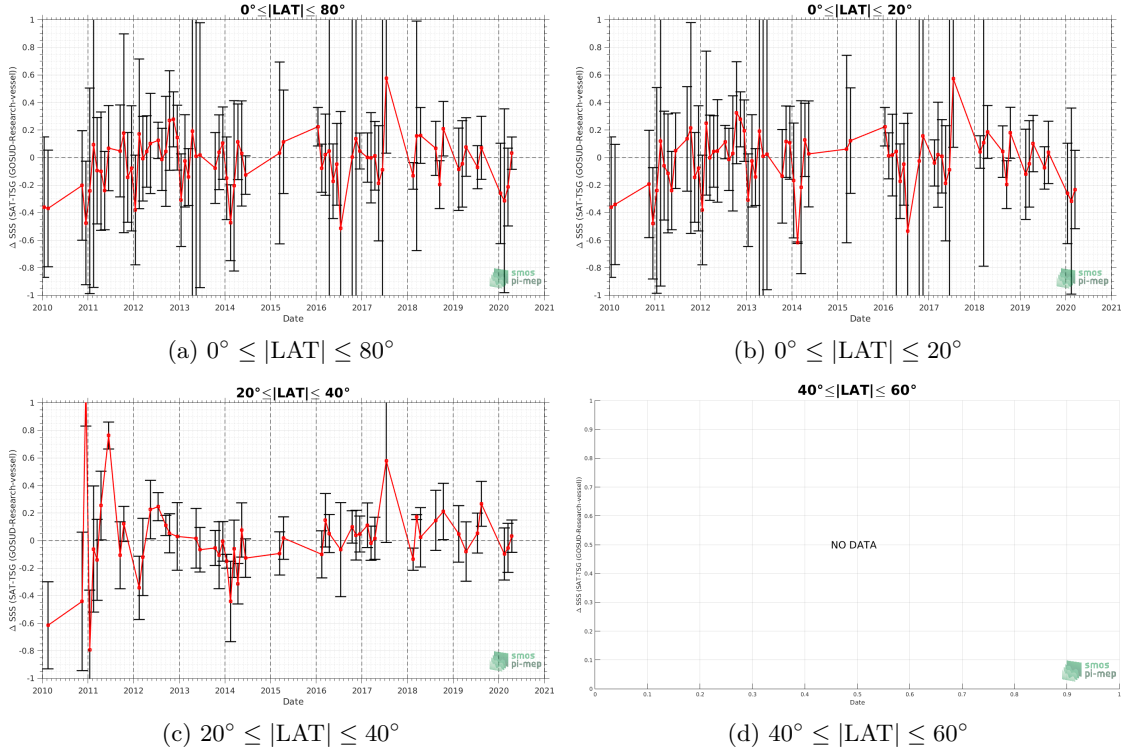 0°≤|LAT|≤ 80°
Δ SSS (SAT-TSG (GOSUD-Research-vessel))
1
0.8
0.6
0.4
0.2
0
-0.2
-0.4
-0.6
-0.8
-1
2010 2011 2012 2013 2014 2015 2016 2017 2018 2019 2020 2021
Date
smos
pi-mep
(a) 0° ≤ |LAT| ≤ 80°
0°≤|LAT|≤ 20°
Δ SSS (SAT-TSG (GOSUD-Research-vessel))
1
0.8
0.6
0.4
0.2
0
-0.2
-0.4
-0.6
-0.8
-1
2010 2011 2012 2013 2014 2015 2016 2017 2018 2019 2020 2021
Date
smos
pi-mep
(b) 0° ≤ |LAT| ≤ 20°
20°≤|LAT|≤ 40°
Δ SSS (SAT-TSG (GOSUD-Research-vessel))
1
0.8
0.6
0.4
0.2
0
-0.2
-0.4
-0.6
-0.8
-1
2010 2011 2012 2013 2014 2015 2016 2017 2018 2019 2020 2021
Date
smos
pi-mep
(c) 20° ≤ |LAT| ≤ 40°
40°≤|LAT|≤ 60°
Δ SSS (SAT-TSG (GOSUD-Research-vessel))
1
0.9
0.8
0.7
0.6
0.5
0.4
0.3
0.2
0.1
0
NO DATA
0 0.1 0.2 0.3 0.4 0.5 0.6 0.7 0.8 0.9 1
Date
smos
pi-mep
(d) 40° ≤ |LAT| ≤ 60°